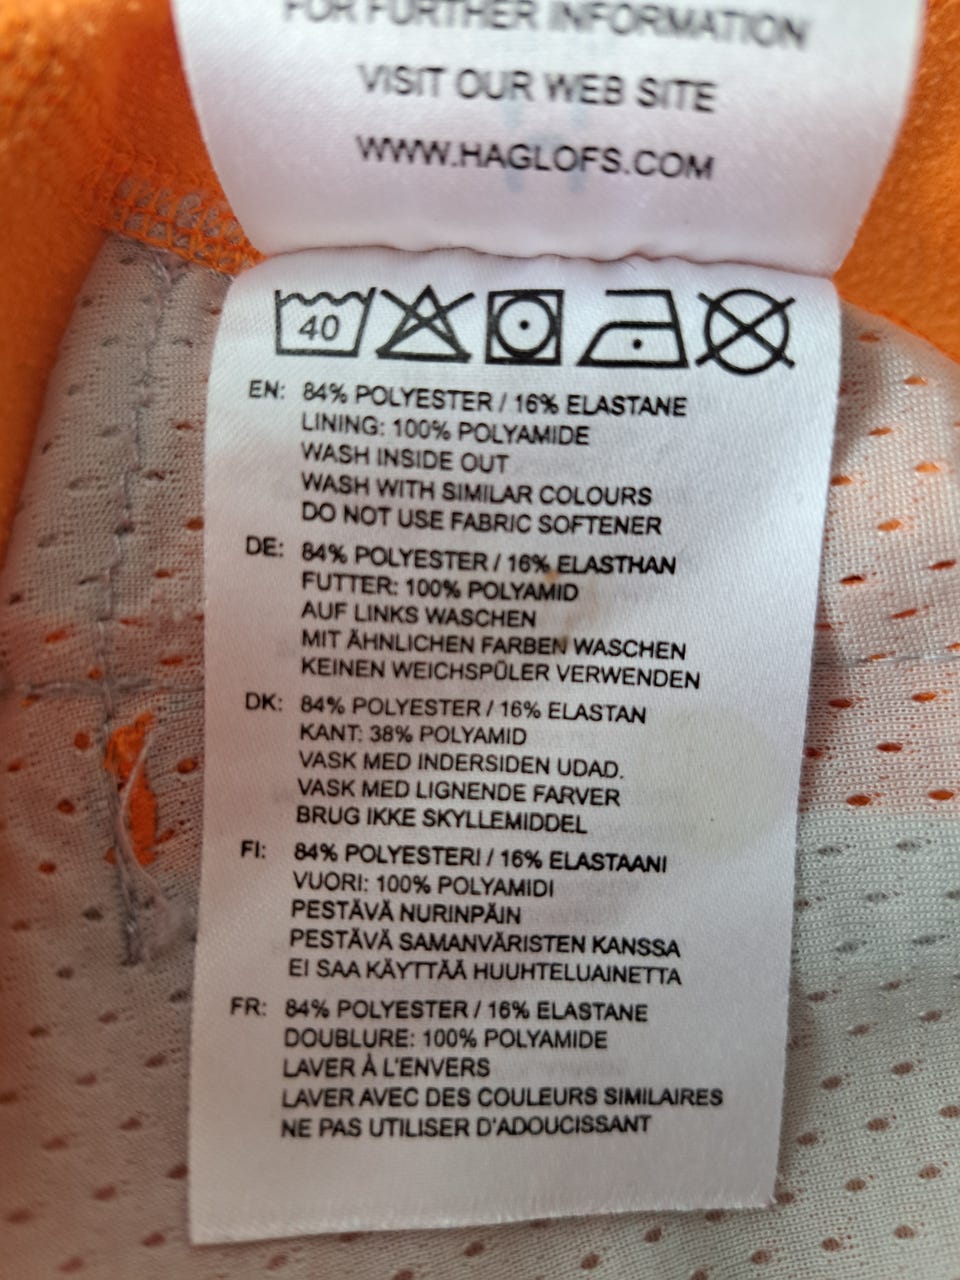 FOR FURTHER INFORMATION
VISIT OUR WEB SITE
WWW.HAGLOFS.COM
40
EN: 84% POLYESTER / 16% ELASTANE
LINING: 100% POLYAMIDE
WASH INSIDE OUT
WASH WITH SIMILAR COLOURS
DO NOT USE FABRIC SOFTENER
DE: 84% POLYESTER / 16% ELASTHAN
FUTTER: 100% POLYAMID
AUF LINKS WASCHEN
MIT ÄHNLICHEN FARBEN WASCHEN
KEINEN WEICHSPÜLER VERWENDEN
DK: 84% POLYESTER / 16% ELASTAN
KANT: 38% POLYAMID
VASK MED INDERSIDEN UDAD.
VASK MED LIGNENDE FARVER
BRUG IKKE SKYLLEMIDDEL
FI: 84% POLYESTERI / 16% ELASTAANI
VUORI: 100% POLYAMIDI
PESTÄVÄ NURINPÄIN
PESTÄVÄ SAMANVÄRISTEN KANSSA
EI SAA KÄYTTÄÄ HUUHTELUAINETTA
FR: 84% POLYESTER / 16% ELASTANE
DOUBLURE: 100% POLYAMIDE
LAVER À L'ENVERS
LAVER AVEC DES COULEURS SIMILAIRES
NE PAS UTILISER D'ADOUCISSANT